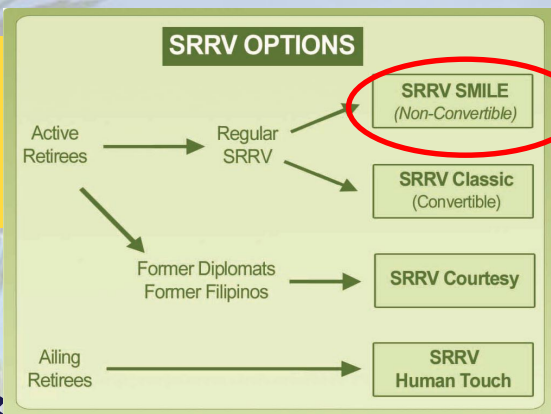 SRRV OPTIONS
Active
Retirees
Regular
SRRV
SRRV SMILE
(Non-Convertible)
SRRV Classic
(Convertible)
Former Diplomats
Former Filipinos
SRRV Courtesy
Ailing
Retirees
SRRV
Human Touch